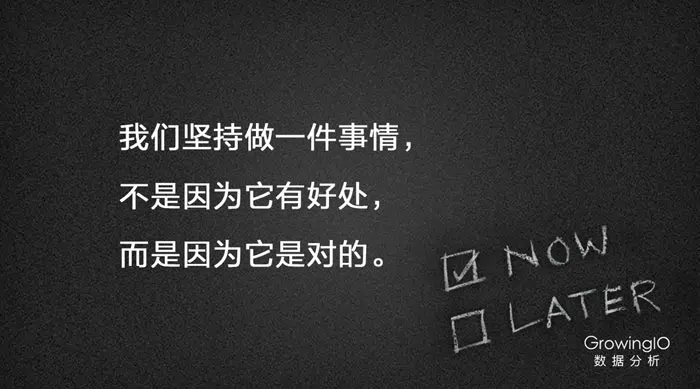 我们坚持做一件事情，
不是因为它有好处，
而是因为它是对的。
NOW
LATER
GrowingIO
数据分析